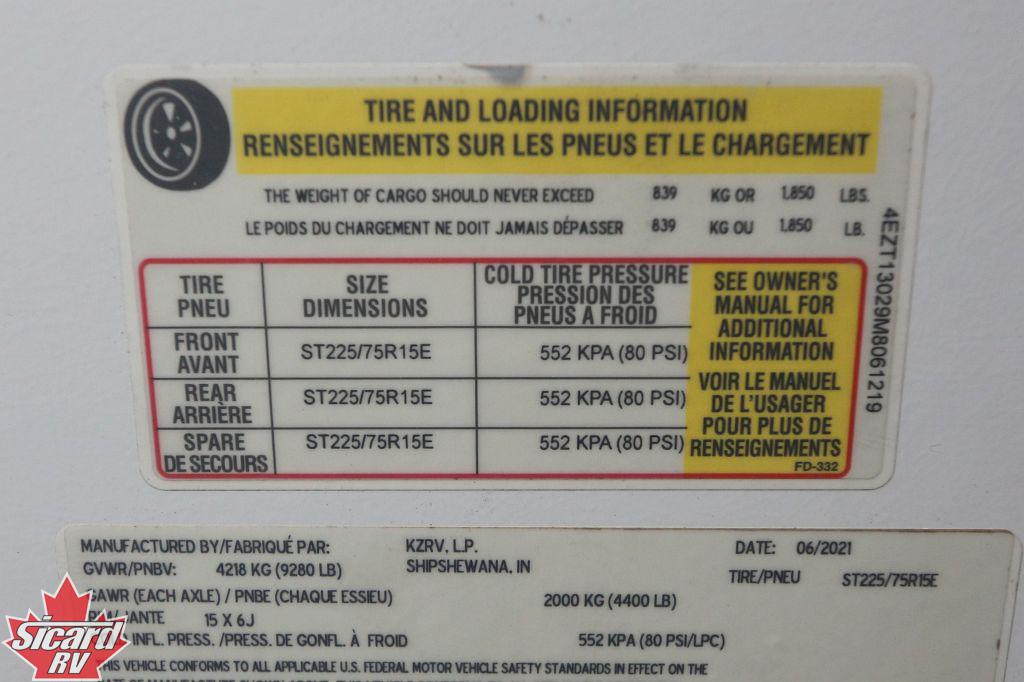 TIRE AND LOADING INFORMATION
RENSEIGNEMENTS SUR LES PNEUS ET LE CHARGEMENT
THE WEIGHT OF CARGO SHOULD NEVER EXCEED 839 KG OR 1,850 LBS.
LE POIDS DU CHARGEMENT NE DOIT JAMAIS DÉPASSER 839 KG OU 1,850 LB.
TIRE
PNEU
SIZE
DIMENSIONS
COLD TIRE PRESSURE
PRESSION DES
PNEUS A FROID
FRONT
AVANT
ST225/75R15E
552 KPA (80 PSI)
REAR
ARRIÈRE
ST225/75R15E
552 KPA (80 PSI)
SPARE
DE SECOURS
ST225/75R15E
552 KPA (80 PSI)
SEE OWNER'S
MANUAL FOR
ADDITIONAL
INFORMATION
VOIR LE MANUEL
DE L'USAGER
POUR PLUS DE
RENSEIGNEMENTS
FD-332
4EZT13029M8061219
MANUFACTURED BY/FABRIQUÉ PAR: KZRV, L.P. DATE: 06/2021
GVWR/PNBV: 4218 KG (9280 LB) SHIPSHEWANA, IN TIRE/PNEU ST225/75R15E
GAWR (EACH AXLE) / PNBE (CHAQUE ESSIEU) 2000 KG (4400 LB)
RIM/JANTE 15 X 6J
INFL. PRESS. /PRESS. DE GONFL. À FROID 552 KPA (80 PSI/LPC)
THIS VEHICLE CONFORMS TO ALL APPLICABLE U.S. FEDERAL MOTOR VEHICLE SAFETY STANDARDS IN EFFECT ON THE
Sicard
RV